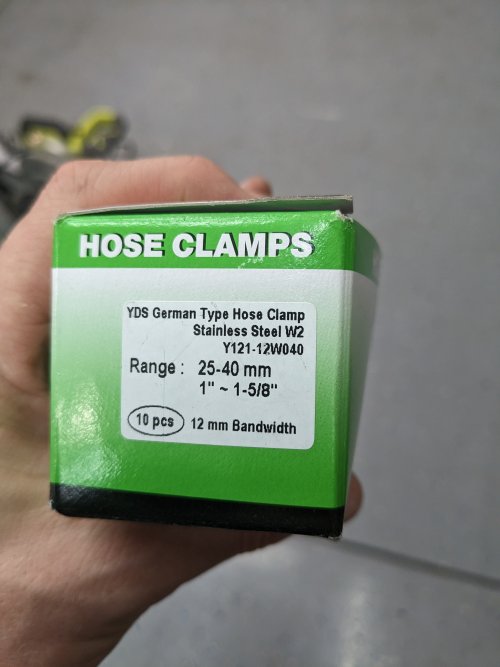 HOSE CLAMPS
YDS German Type Hose Clamp
Stainless Steel W2
Y121-12W040
Range : 25-40 mm
1" ~ 1-5/8"
10 pcs 12 mm Bandwidth